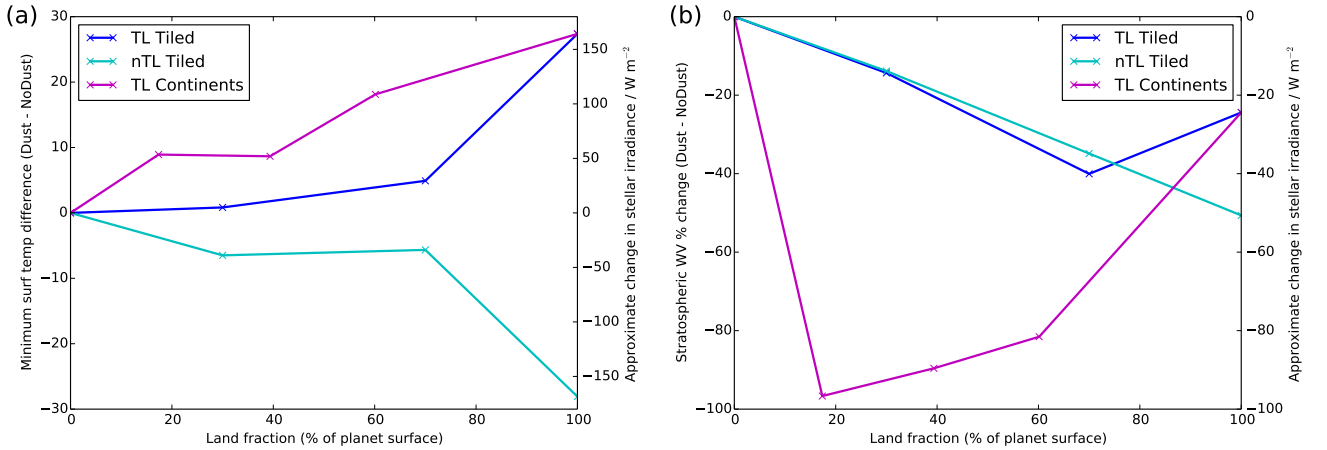 (a)
TL Tiled
nTL Tiled
TL Continents
30
20
10
0
−10
−20
−30
Minimum surf temp difference (Dust - NoDust)
150
100
50
0
−50
−100
−150
Approximate change in stellar irradiance / W m⁻²
0 20 40 60 80 100
Land fraction (% of planet surface)
(b)
TL Tiled
nTL Tiled
TL Continents
0
−20
−40
−60
−80
−100
Stratospheric WV % change (Dust - NoDust)
0
−20
−40
−60
−80
−100
Approximate change in stellar irradiance / W m⁻²
0 20 40 60 80 100
Land fraction (% of planet surface)